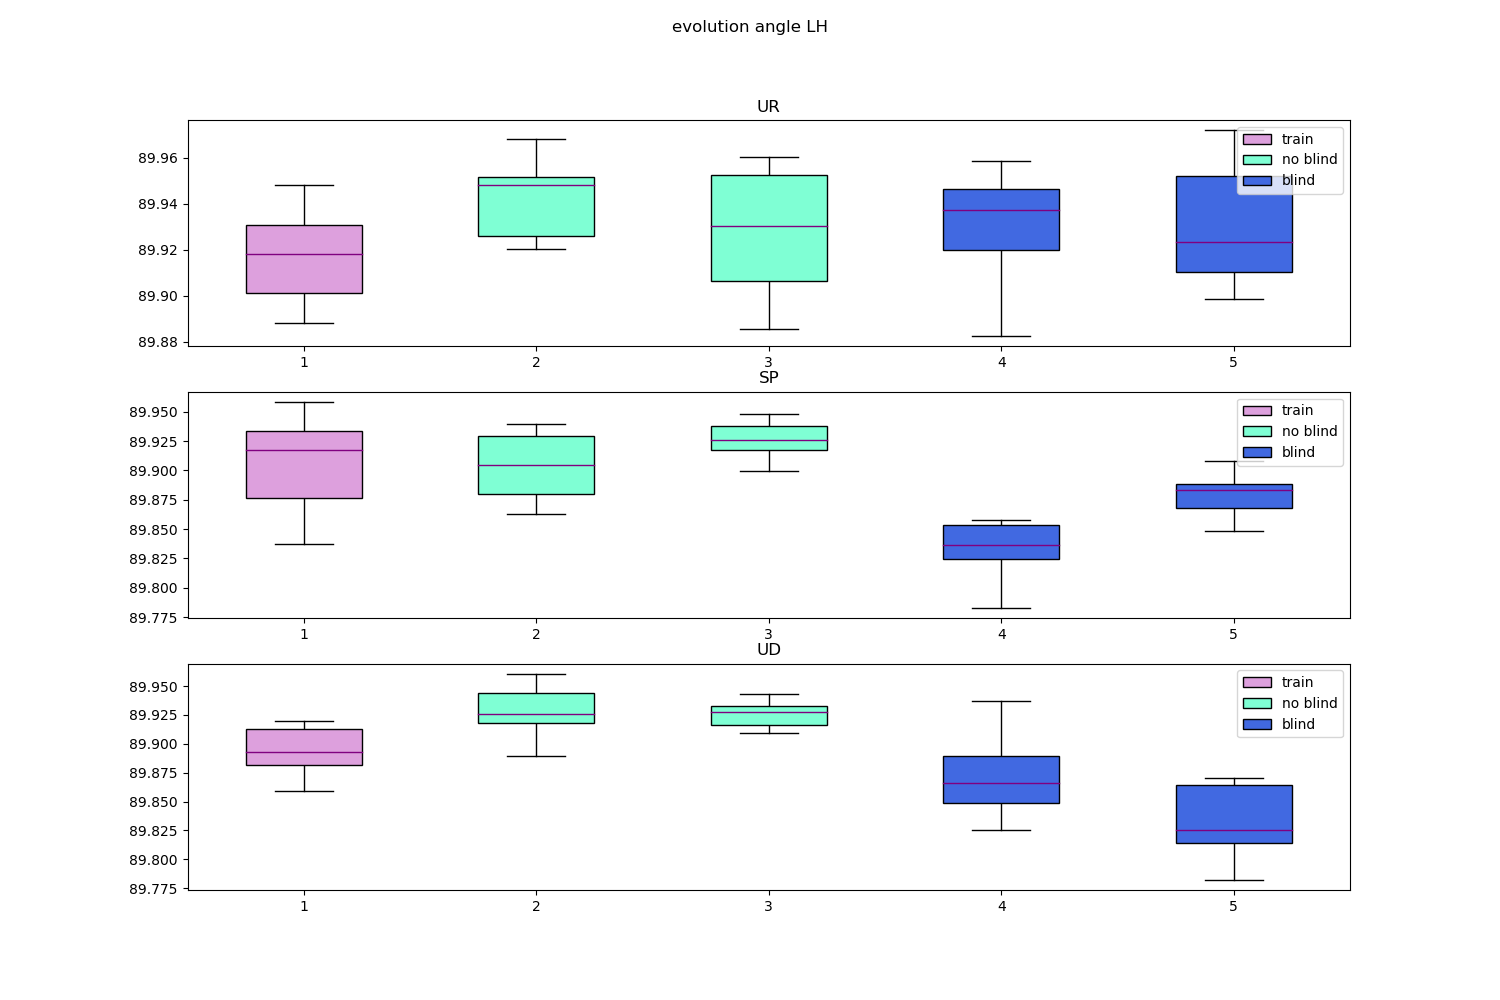 evolution angle LH
UR
89.96
89.94
89.92
89.90
89.88
train
no blind
blind
1 2 3 4 5
SP
89.950
89.925
89.900
89.875
89.850
89.825
89.800
89.775
train
no blind
blind
1 2 3 4 5
UD
89.950
89.925
89.900
89.875
89.850
89.825
89.800
89.775
train
no blind
blind
1 2 3 4 5